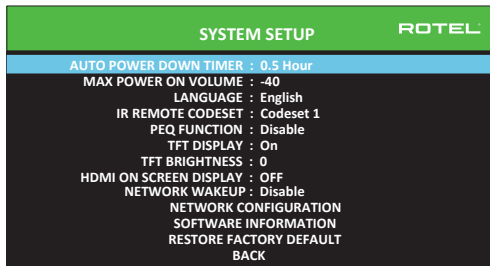 SYSTEM SETUP
ROTEL
AUTO POWER DOWN TIMER : 0.5 Hour
MAX POWER ON VOLUME : -40
LANGUAGE : English
IR REMOTE CODESET : Codeset 1
PEQ FUNCTION : Disable
TFT DISPLAY : On
TFT BRIGHTNESS : 0
HDMI ON SCREEN DISPLAY : OFF
NETWORK WAKEUP : Disable
NETWORK CONFIGURATION
SOFTWARE INFORMATION
RESTORE FACTORY DEFAULT
BACK